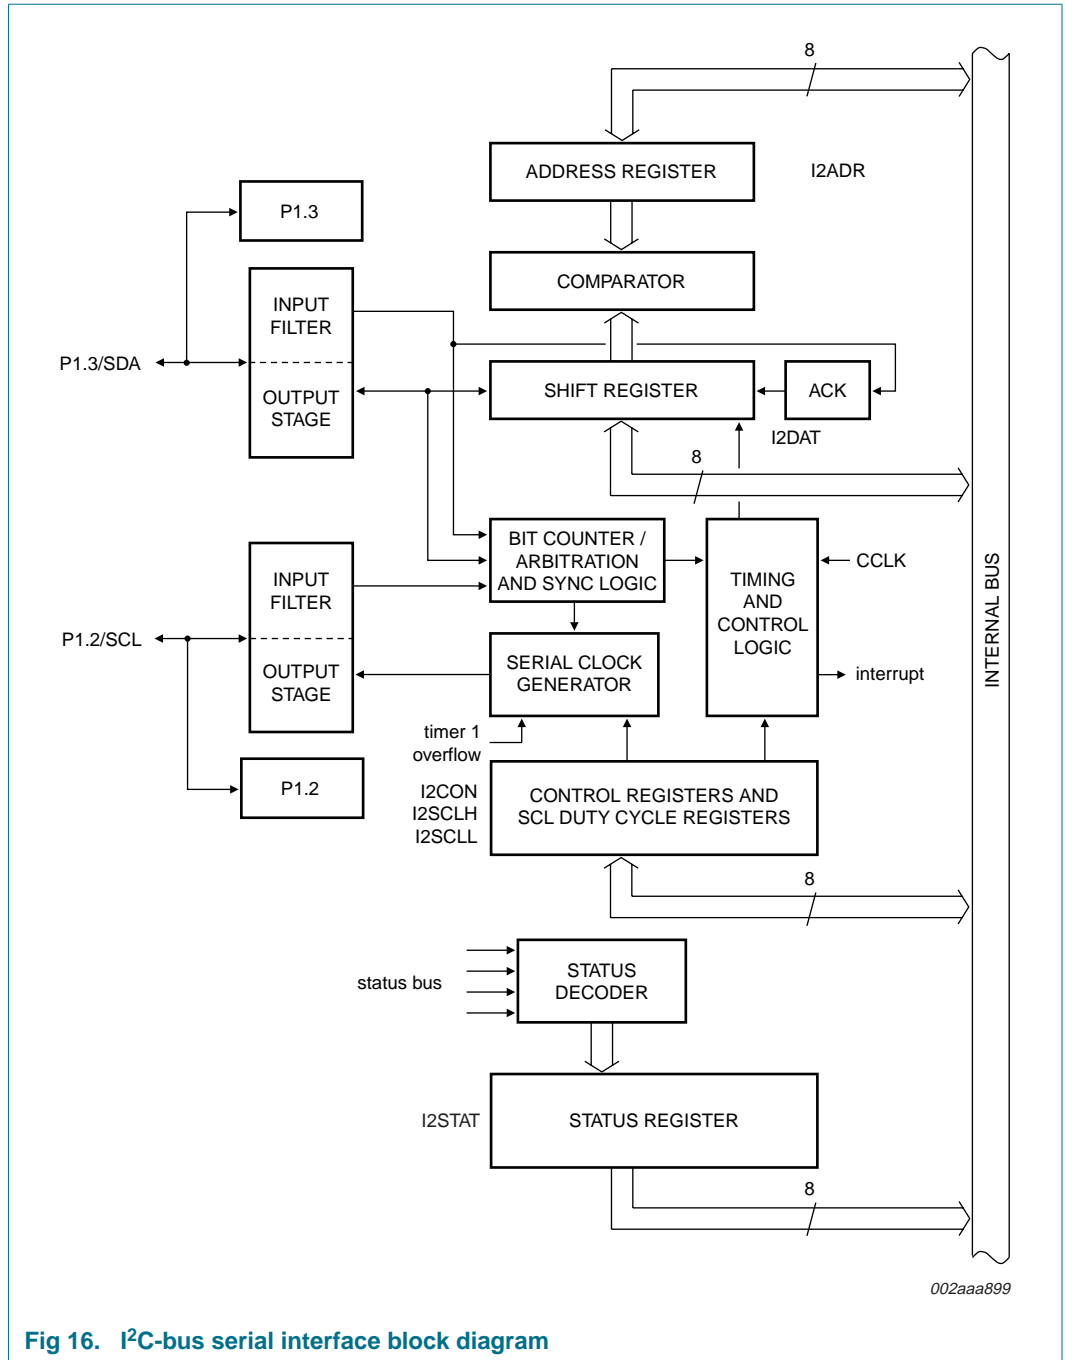 8
ADDRESS REGISTER
I2ADR
P1.3
COMPARATOR
INPUT
FILTER
P1.3/SDA
OUTPUT
STAGE
SHIFT REGISTER
ACK
I2DAT
8
BIT COUNTER /
ARBITRATION
AND SYNC LOGIC
INPUT
FILTER
TIMING
AND
CONTROL
LOGIC
CCLK
INTERNAL BUS
P1.2/SCL
OUTPUT
STAGE
SERIAL CLOCK
GENERATOR
interrupt
timer 1
overflow
P1.2
I2CON
I2SCLH
I2SCLL
CONTROL REGISTERS AND
SCL DUTY CYCLE REGISTERS
8
status bus
STATUS
DECODER
I2STAT
STATUS REGISTER
8
002aaa899
Fig 16. I²C-bus serial interface block diagram